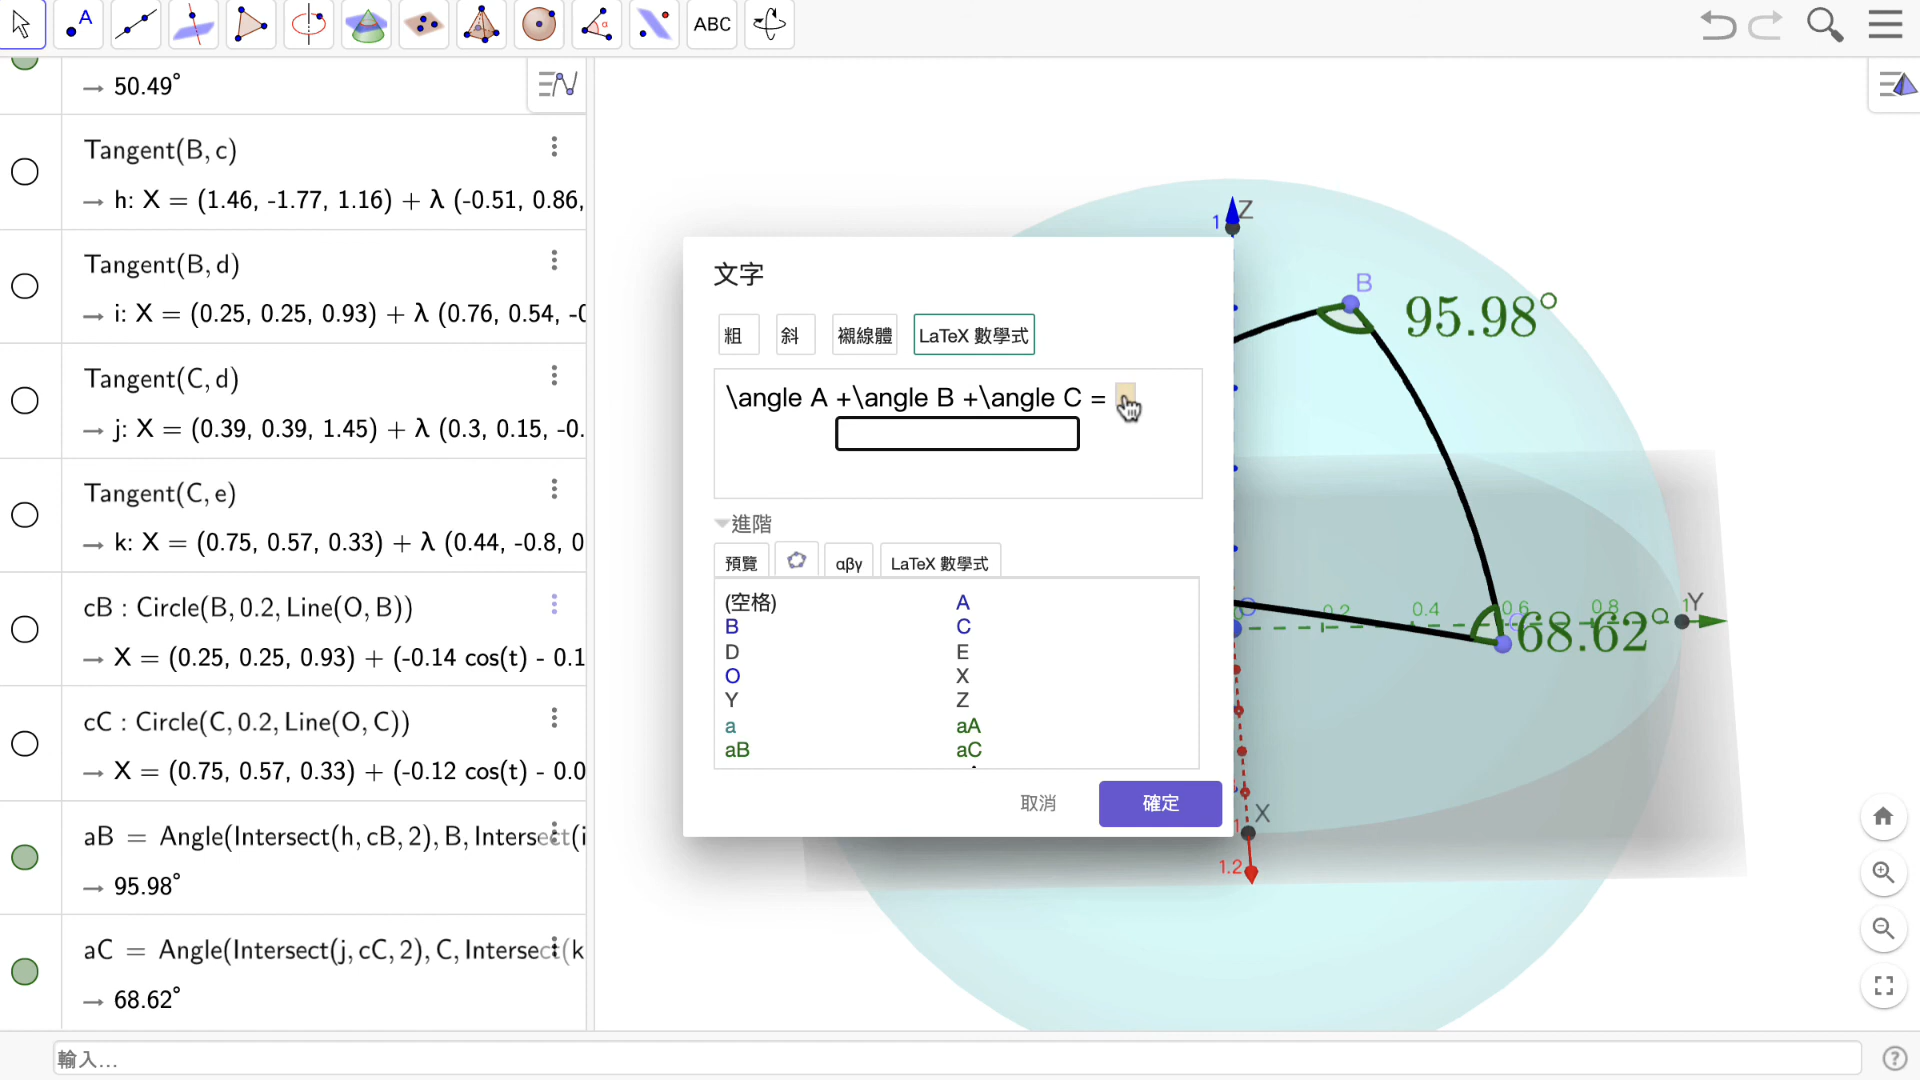 A
ABC
50.49°
Tangent(B, c)
→ h: X = (1.46, -1.77, 1.16) + λ (-0.51, 0.86,
Tangent(B, d)
→ i: X = (0.25, 0.25, 0.93) + λ (0.76, 0.54, -0
Tangent(C, d)
→ j: X = (0.39, 0.39, 1.45) + λ (0.3, 0.15, -0.
Tangent(C, e)
→ k: X = (0.75, 0.57, 0.33) + λ (0.44, -0.8, 0
cB : Circle(B, 0.2, Line(O, B))
→ X = (0.25, 0.25, 0.93) + (-0.14 cos(t) - 0.1
cC : Circle(C, 0.2, Line(O, C))
→ X = (0.75, 0.57, 0.33) + (-0.12 cos(t) - 0.0
aB = Angle(Intersect(h, cB, 2), B, Intersect(i
→ 95.98°
aC = Angle(Intersect(j, cC, 2), C, Intersect(k
→ 68.62°
文字
粗 斜 襯線體 LaTeX 數學式
\angle A +\angle B +\angle C =
進階
預覽 αβγ LaTeX 數學式
(空格) A
B C
D E
O X
Y Z
a aA
aB aC
取消 確定
1 Z
B
95.98°
0.2 0.4 0.6 0.8 1 Y
C
68.62°
X
1
1.2
輸入…
?